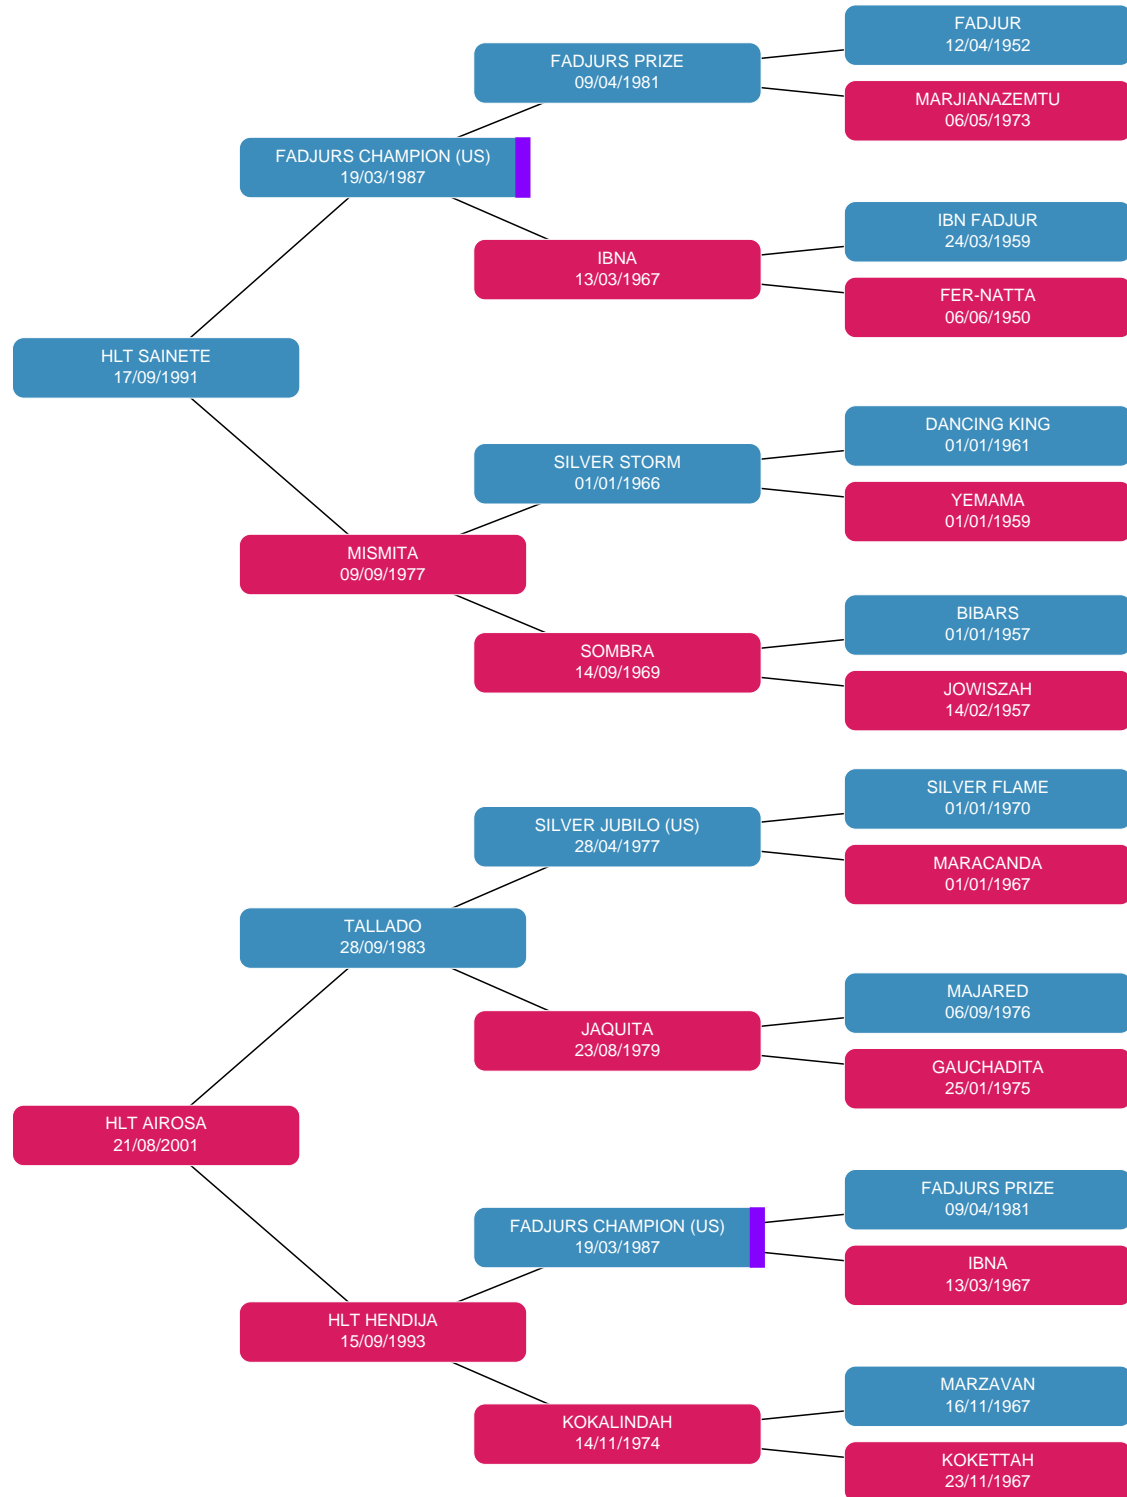 FADJUR
12/04/1952
FADJURS PRIZE
09/04/1981
MARJIANAZEMTU
06/05/1973
FADJURS CHAMPION (US)
19/03/1987
IBN FADJUR
24/03/1959
IBNA
13/03/1967
FER-NATTA
06/06/1950
HLT SAINETE
17/09/1991
DANCING KING
01/01/1961
SILVER STORM
01/01/1966
YEMAMA
01/01/1959
MISMITA
09/09/1977
BIBARS
01/01/1957
SOMBRA
14/09/1969
JOWISZAH
14/02/1957
SILVER FLAME
01/01/1970
SILVER JUBILO (US)
28/04/1977
MARACANDA
01/01/1967
TALLADO
28/09/1983
MAJARED
06/09/1976
JAQUITA
23/08/1979
GAUCHADITA
25/01/1975
HLT AIROSA
21/08/2001
FADJURS PRIZE
09/04/1981
FADJURS CHAMPION (US)
19/03/1987
IBNA
13/03/1967
HLT HENDIJA
15/09/1993
MARZAVAN
16/11/1967
KOKALINDAH
14/11/1974
KOKETTAH
23/11/1967